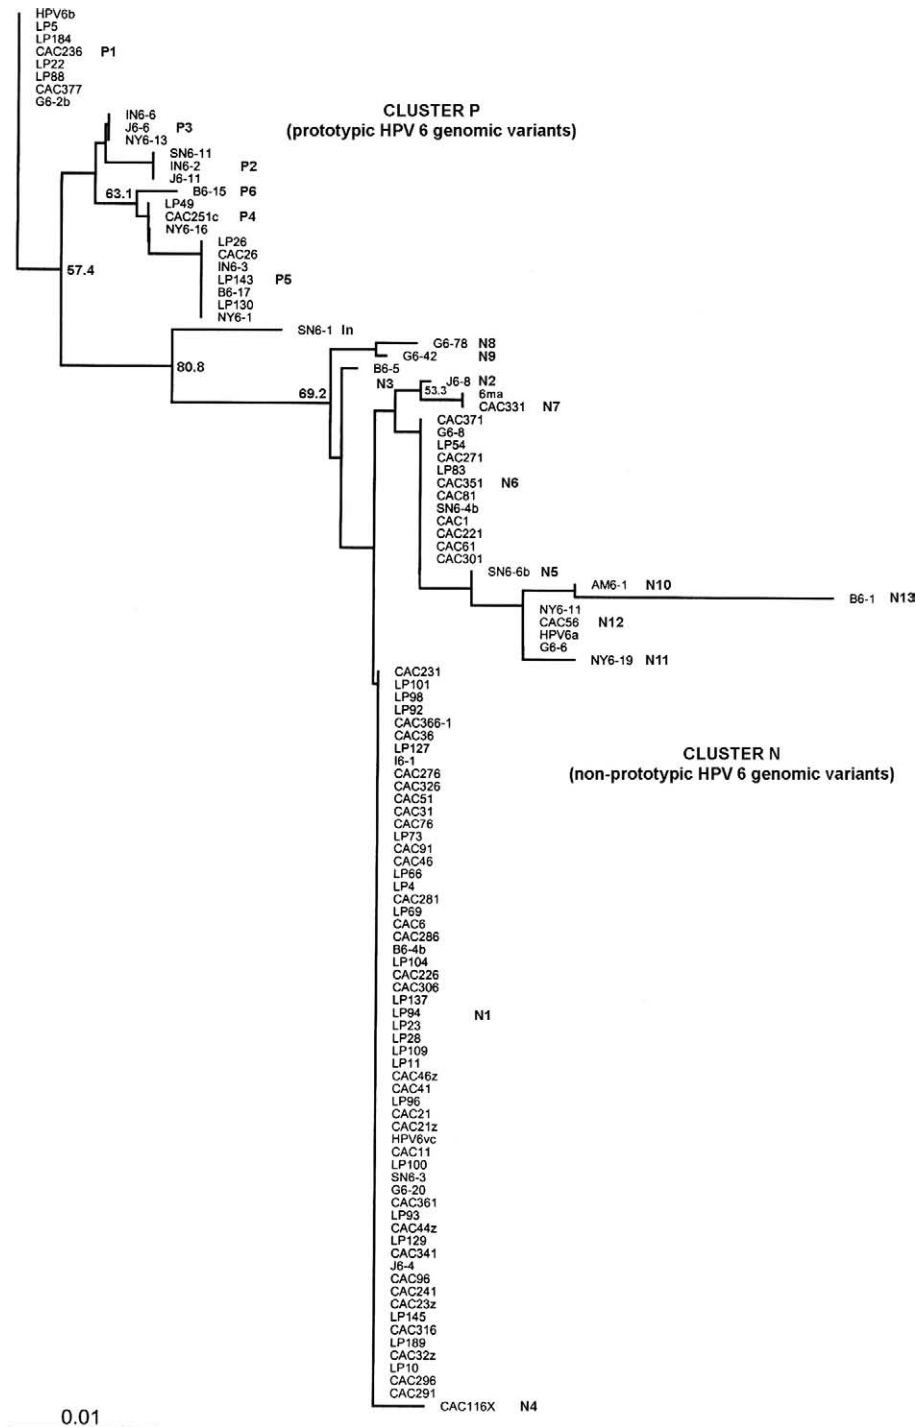 HPV6b
LP5
LP184
CAC236 P1
LP22
LP88
CAC377
G6-2b
CLUSTER P
(prototypic HPV 6 genomic variants)
IN6-6
J6-6 P3
NY6-13
SN6-11
IN6-2 P2
J6-11
63.1
B6-15 P6
LP49
CAC251c P4
NY6-16
LP26
CAC26
IN6-3
57.4
LP143 P5
B6-17
LP130
NY6-1
SN6-1 In
G6-78 N8
G6-42 N9
80.8
B6-5
N3
J6-8 N2
69.2
53.3
6ma
CAC331 N7
CAC371
G6-8
LP54
CAC271
LP83
CAC351 N6
CAC81
SN6-4b
CAC1
CAC221
CAC61
CAC301
SN6-6b N5
AM6-1 N10
B6-1 N13
NY6-11
CAC56 N12
HPV6a
G6-6
NY6-19 N11
CAC231
LP101
LP98
LP92
CAC366-1
CAC36
LP127
I6-1
CLUSTER N
(non-prototypic HPV 6 genomic variants)
CAC276
CAC326
CAC51
CAC31
CAC76
LP73
CAC91
CAC46
LP66
LP4
CAC281
LP69
CAC6
CAC286
B6-4b
LP104
CAC226
CAC306
LP137
LP94 N1
LP23
LP28
LP109
LP11
CAC46z
CAC41
LP96
CAC21
CAC21z
HPV6vc
CAC11
LP100
SN6-3
G6-20
CAC361
LP93
CAC44z
LP129
CAC341
J6-4
CAC96
CAC241
CAC23z
LP145
CAC316
LP189
CAC32z
LP10
CAC296
CAC291
CAC116X N4
0.01